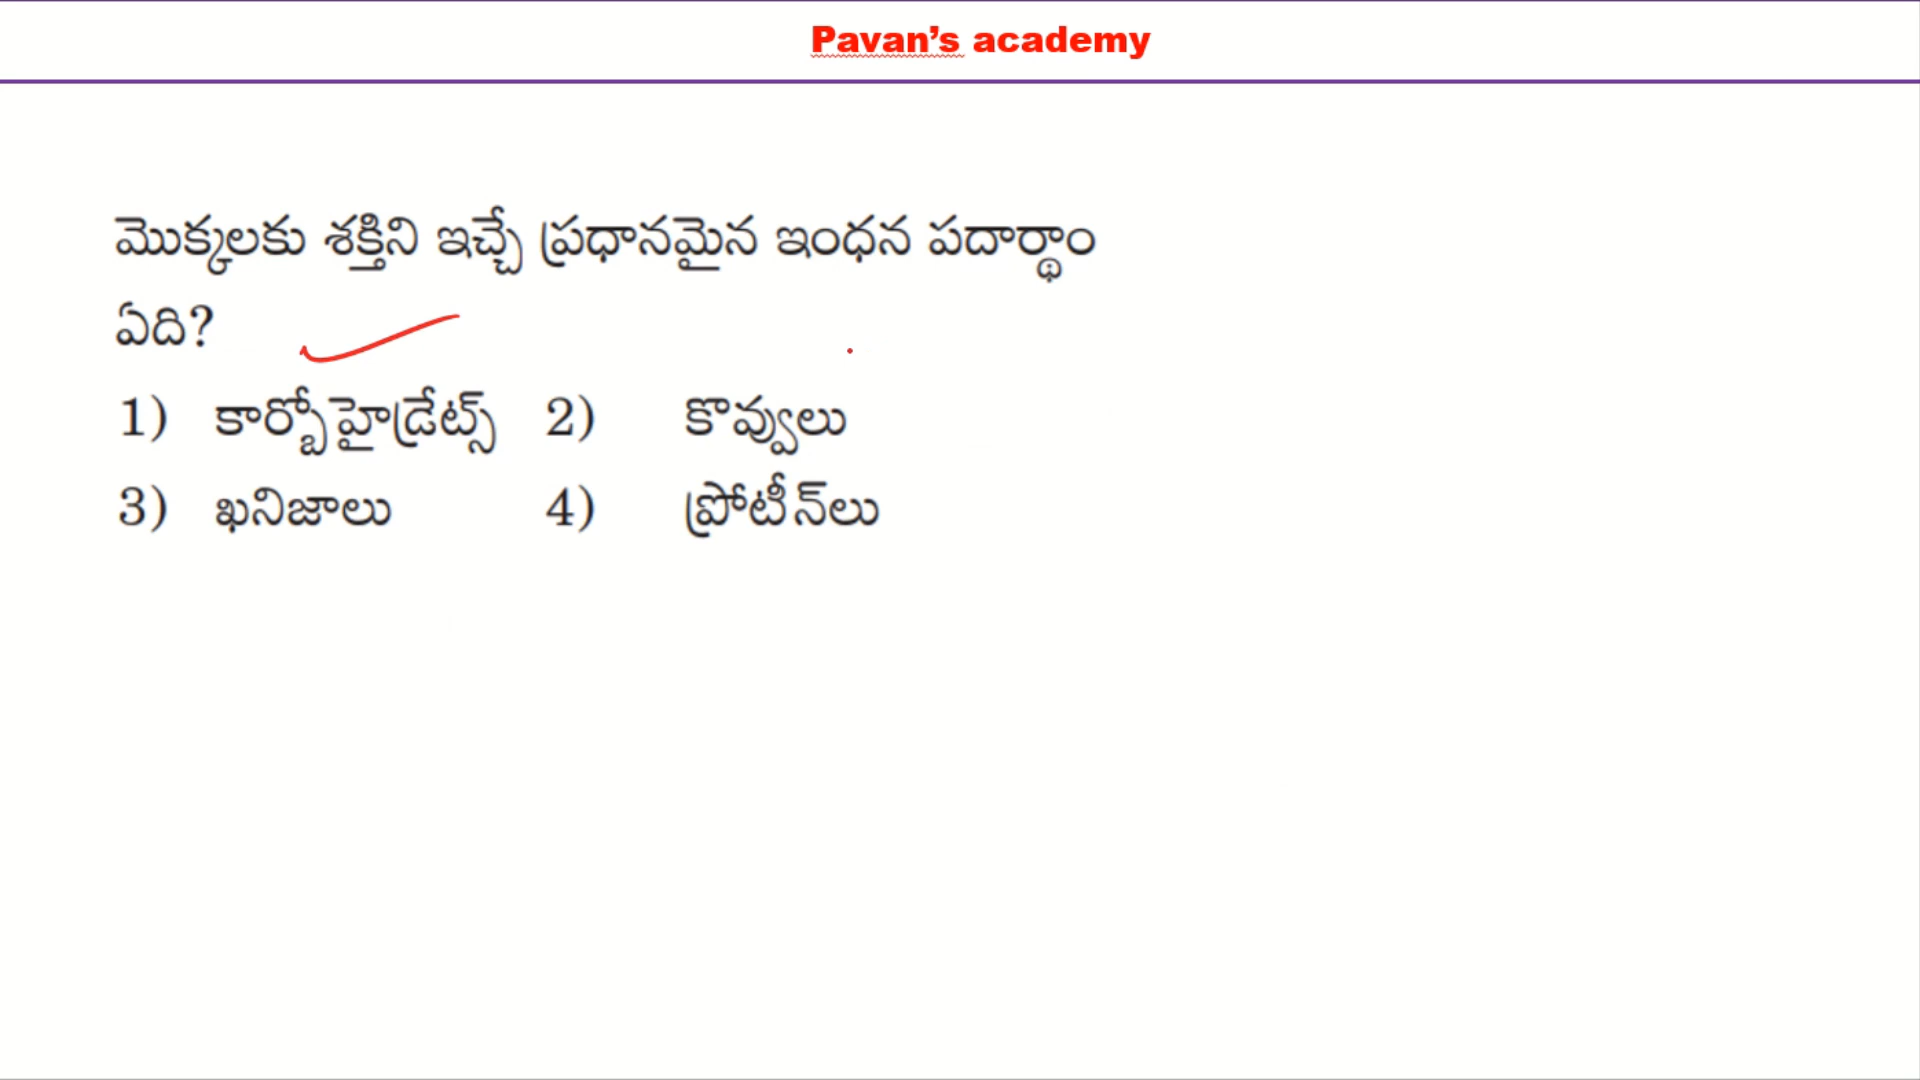 Pavan’s academy
మొక్కలకు శక్తిని ఇచ్చే ప్రధానమైన ఇంధన పదార్థాం
ఏది?
1) కార్బోహైడ్రేట్స్ 2) కొవ్వులు
3) ఖనిజాలు 4) ప్రోటీన్‌లు